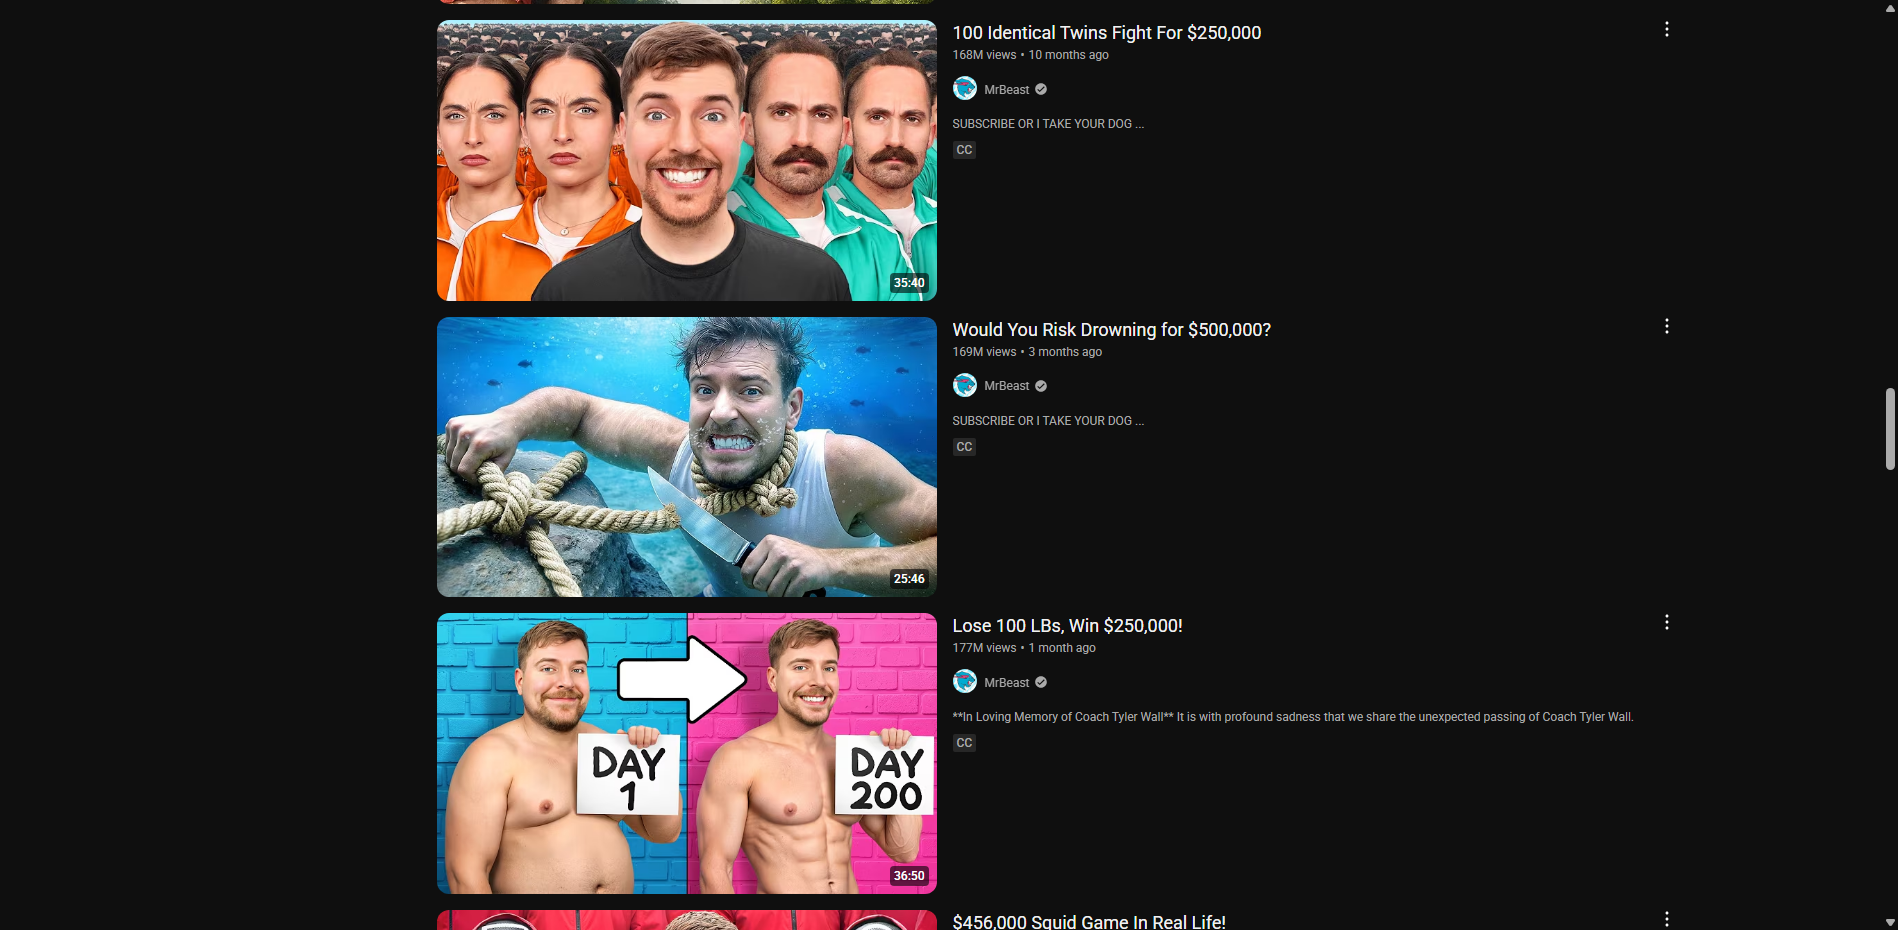 100 Identical Twins Fight For $250,000
168M views • 10 months ago
MrBeast
SUBSCRIBE OR I TAKE YOUR DOG ...
CC
35:40
Would You Risk Drowning for $500,000?
169M views • 3 months ago
MrBeast
SUBSCRIBE OR I TAKE YOUR DOG ...
CC
25:46
Lose 100 LBs, Win $250,000!
177M views • 1 month ago
MrBeast
**In Loving Memory of Coach Tyler Wall** It is with profound sadness that we share the unexpected passing of Coach Tyler Wall.
CC
DAY
1
DAY
200
36:50
$456,000 Squid Game In Real Life!